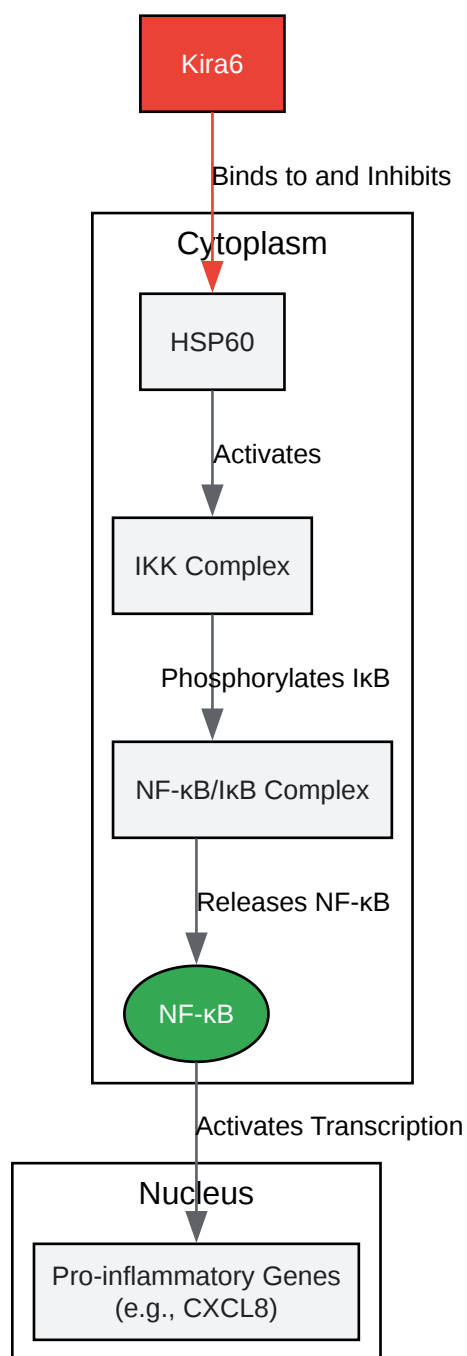 Kira6
Binds to and Inhibits
Cytoplasm
HSP60
Activates
IKK Complex
Phosphorylates IκB
NF-κB/IκB Complex
Releases NF-κB
NF-κB
Activates Transcription
Nucleus
Pro-inflammatory Genes
(e.g., CXCL8)